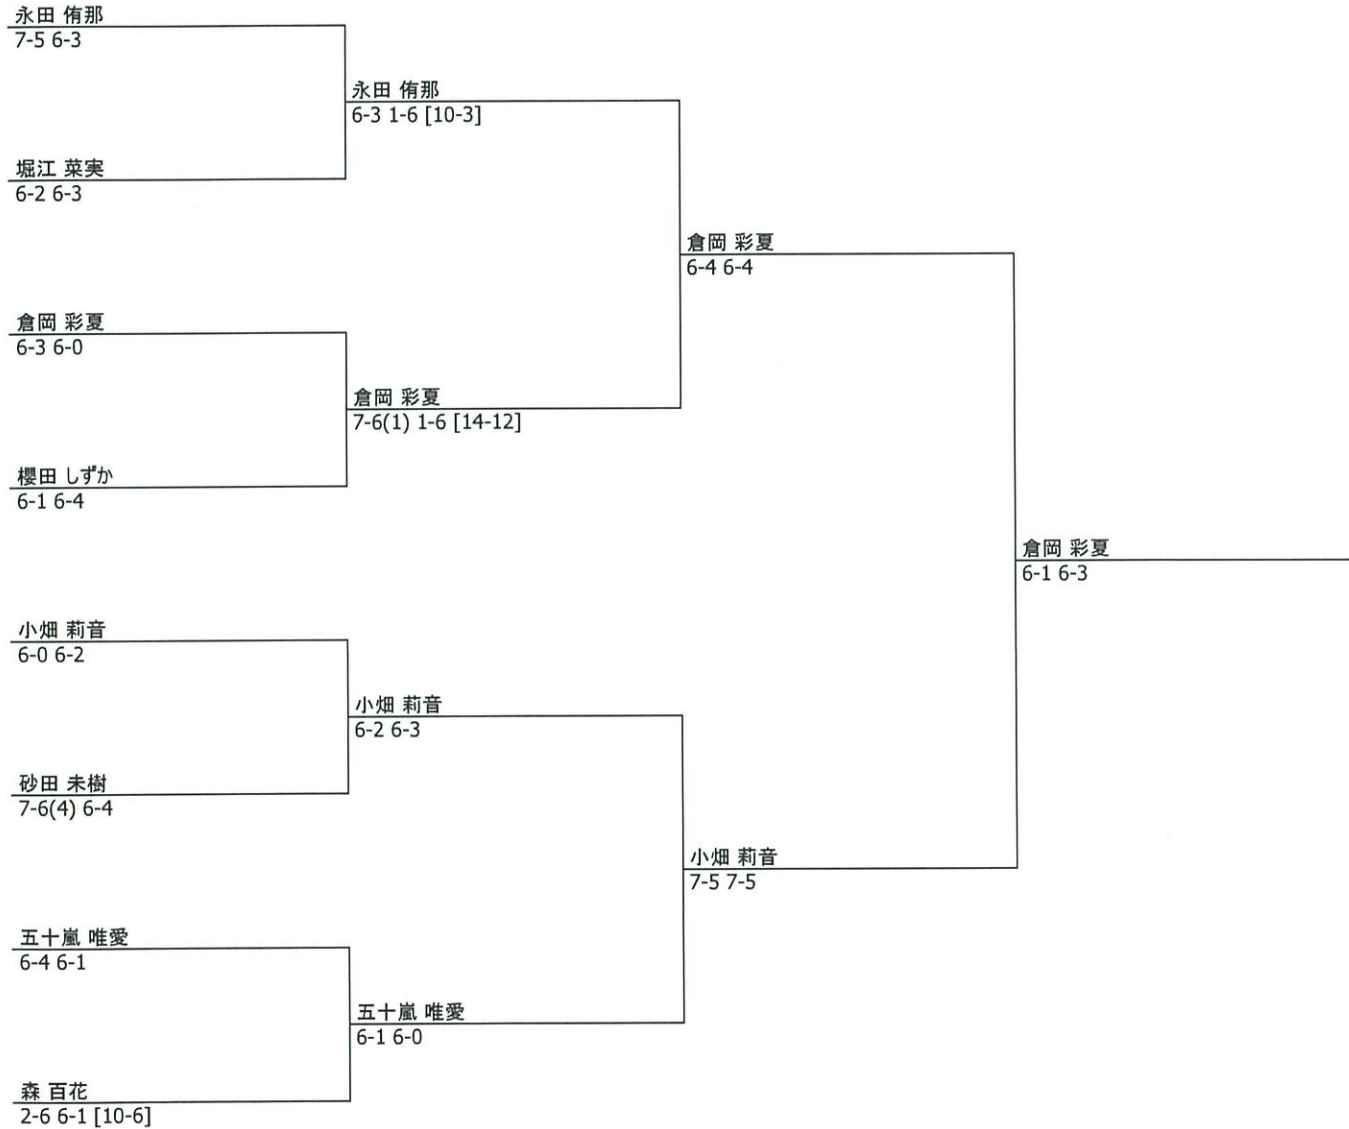 永田 侑那
7-5 6-3
永田 侑那
6-3 1-6 [10-3]
堀江 菜実
6-2 6-3
倉岡 彩夏
6-4 6-4
倉岡 彩夏
6-3 6-0
倉岡 彩夏
7-6(1) 1-6 [14-12]
櫻田 しずか
6-1 6-4
倉岡 彩夏
6-1 6-3
小畑 莉音
6-0 6-2
小畑 莉音
6-2 6-3
砂田 未樹
7-6(4) 6-4
小畑 莉音
7-5 7-5
五十嵐 唯愛
6-4 6-1
五十嵐 唯愛
6-1 6-0
森 百花
2-6 6-1 [10-6]